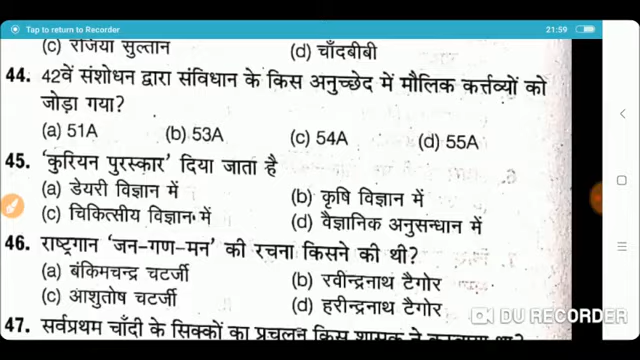 Tap to return to Recorder
21:59
(c) रजिया सुल्तान (d) चाँदबीबी
44. 42वें संशोधन द्वारा संविधान के किस अनुच्छेद में मौलिक कर्त्तव्यों को
जोड़ा गया?
(a) 51A (b) 53A (c) 54A (d) 55A
45. 'कुरियन पुरस्कार' दिया जाता है
(a) डेयरी विज्ञान में (b) कृषि विज्ञान में
(c) चिकित्सीय विज्ञान में (d) वैज्ञानिक अनुसन्धान में
46. राष्ट्रगान 'जन-गण-मन' की रचना किसने की थी?
(a) बंकिमचन्द्र चटर्जी (b) रवीन्द्रनाथ टैगोर
(c) आशुतोष चटर्जी (d) हरीन्द्रनाथ टैगोर
DU RECORDER
47. सर्वप्रथम चाँदी के सिक्कों का प्रचलन किस शासक ने करवाया था?